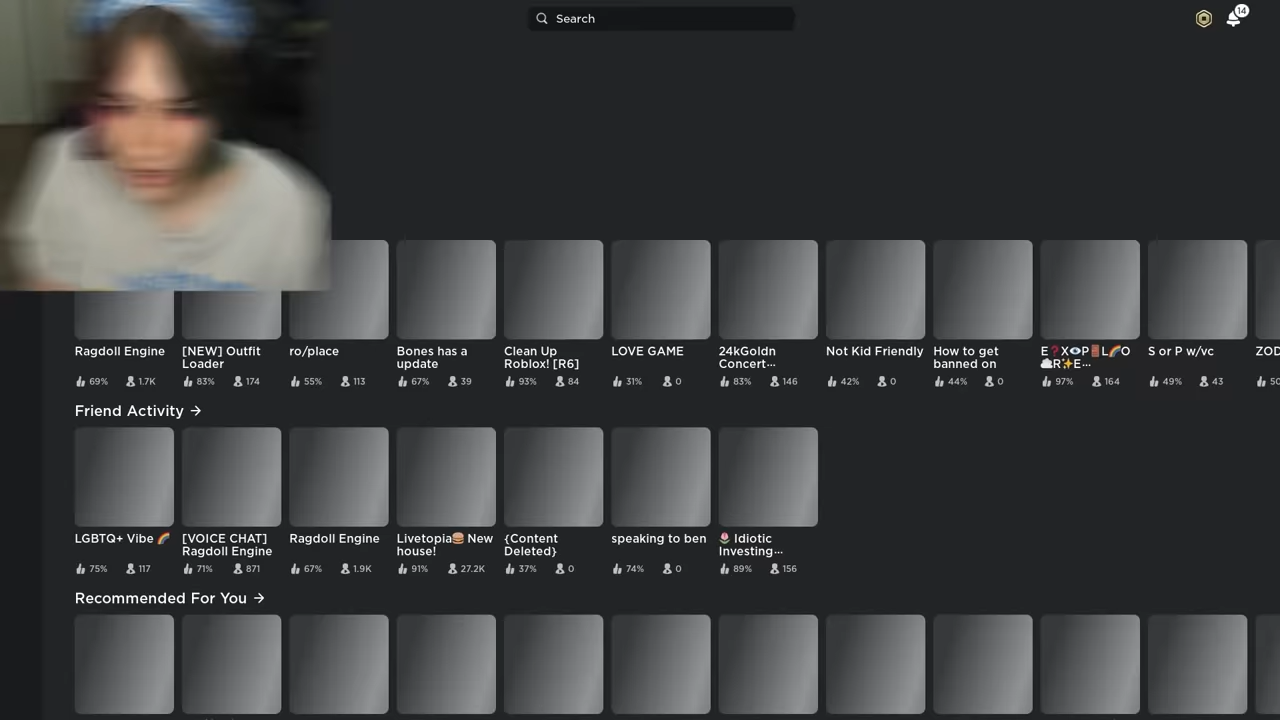 Search
14
Ragdoll Engine
69% 1.7K
[NEW] Outfit
Loader
83% 174
ro/place
55% 113
Bones has a
update
67% 39
Clean Up
Roblox! [R6]
93% 84
LOVE GAME
31% 0
24kGoldn
Concert...
83% 146
Not Kid Friendly
42% 0
How to get
banned on
44% 0
E❓X👁P🚪L🌈O
☁R✨E...
97% 164
S or P w/vc
49% 43
ZOD
50
Friend Activity →
LGBTQ+ Vibe 🌈
75% 117
[VOICE CHAT]
Ragdoll Engine
71% 871
Ragdoll Engine
67% 1.9K
Livetopia🍔 New
house!
91% 27.2K
{Content
Deleted}
37% 0
speaking to ben
74% 0
🌷 Idiotic
Investing...
89% 156
Recommended For You →